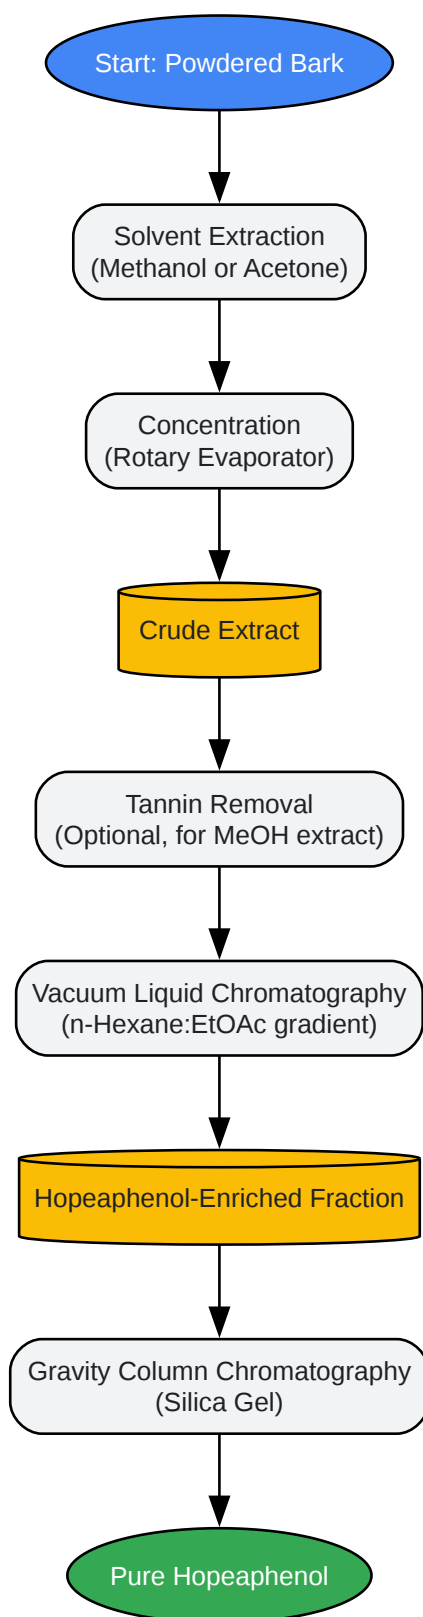 Start: Powdered Bark
Solvent Extraction
(Methanol or Acetone)
Concentration
(Rotary Evaporator)
Crude Extract
Tannin Removal
(Optional, for MeOH extract)
Vacuum Liquid Chromatography
(n-Hexane:EtOAc gradient)
Hopeaphenol-Enriched Fraction
Gravity Column Chromatography
(Silica Gel)
Pure Hopeaphenol